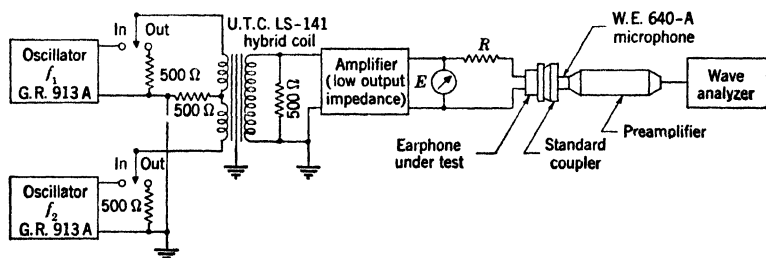 In
Out
Oscillator
f₁
G.R. 913 A
500 Ω
500 Ω
U.T.C. LS-141
hybrid coil
500 Ω
Amplifier
(low output
impedance)
E
R
W.E. 640-A
microphone
Wave
analyzer
Preamplifier
Earphone
under test
Standard
coupler
In
Out
Oscillator
f₂
G.R. 913 A
500 Ω